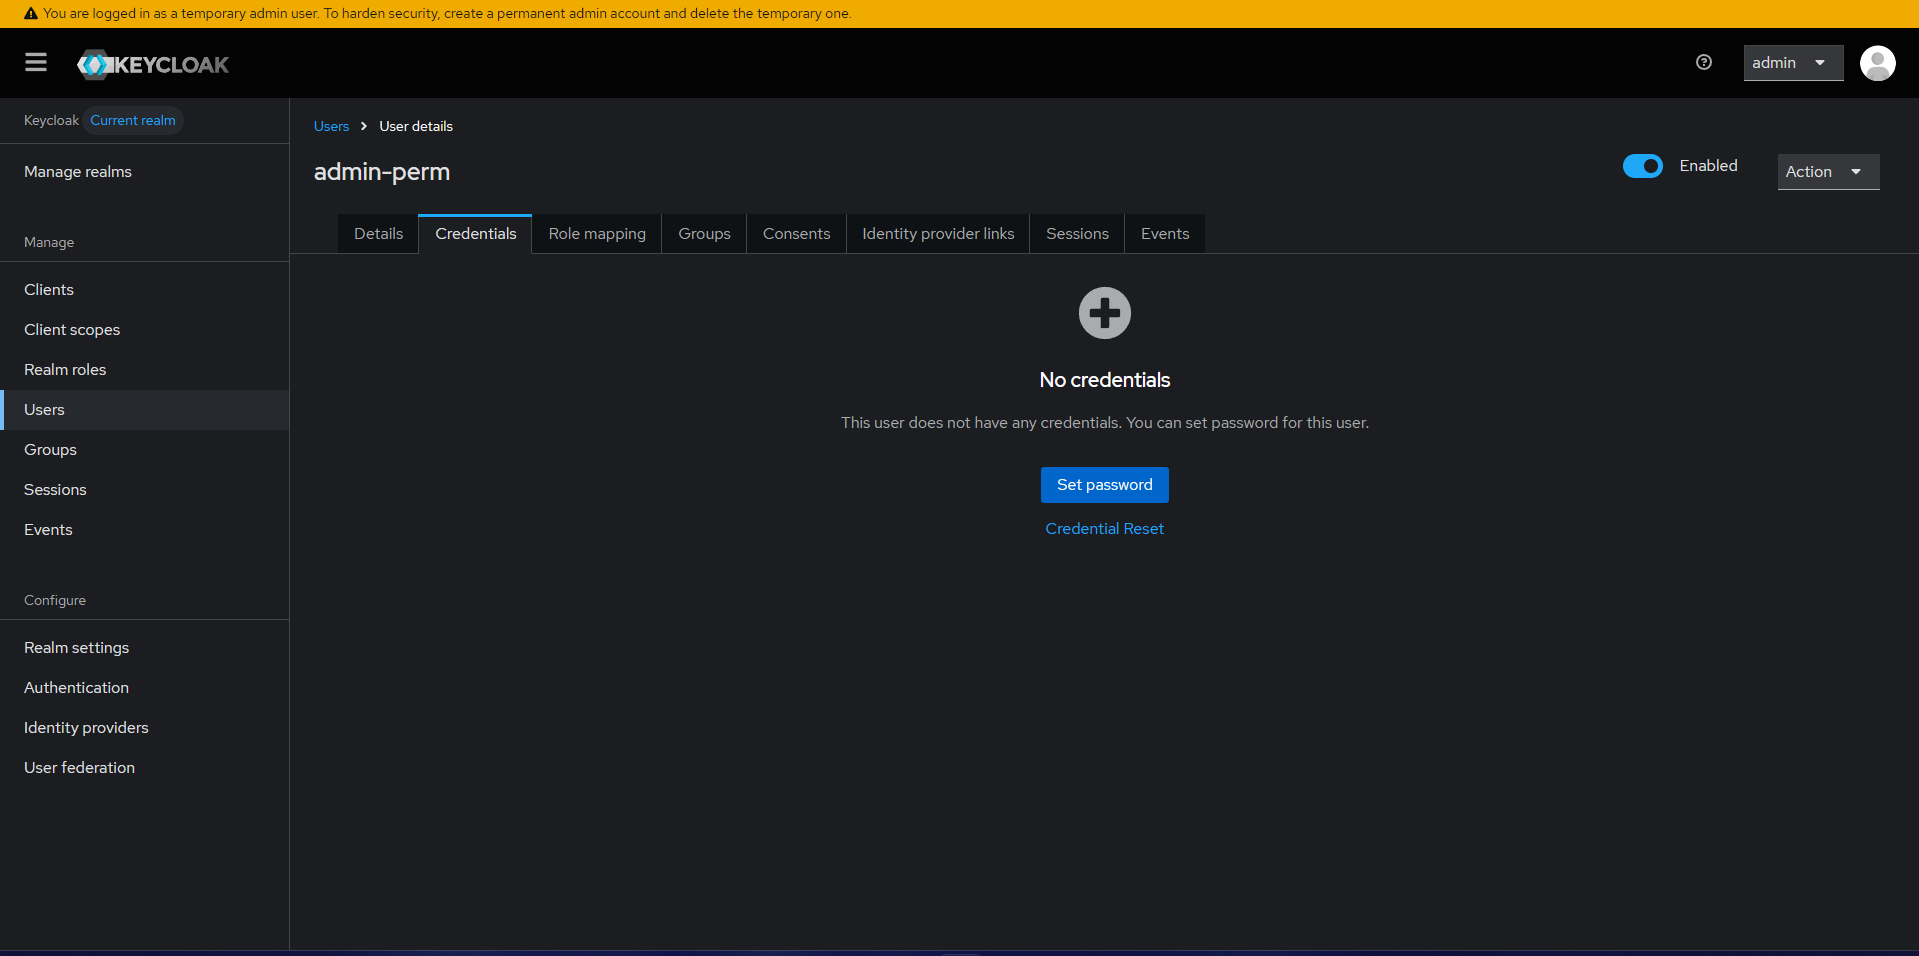 You are logged in as a temporary admin user. To harden security, create a permanent admin account and delete the temporary one.
KEYCLOAK
admin
Keycloak Current realm
Manage realms
Manage
Clients
Client scopes
Realm roles
Users
Groups
Sessions
Events
Configure
Realm settings
Authentication
Identity providers
User federation
Users > User details
admin-perm
Enabled
Action
Details Credentials Role mapping Groups Consents Identity provider links Sessions Events
No credentials
This user does not have any credentials. You can set password for this user.
Set password
Credential Reset